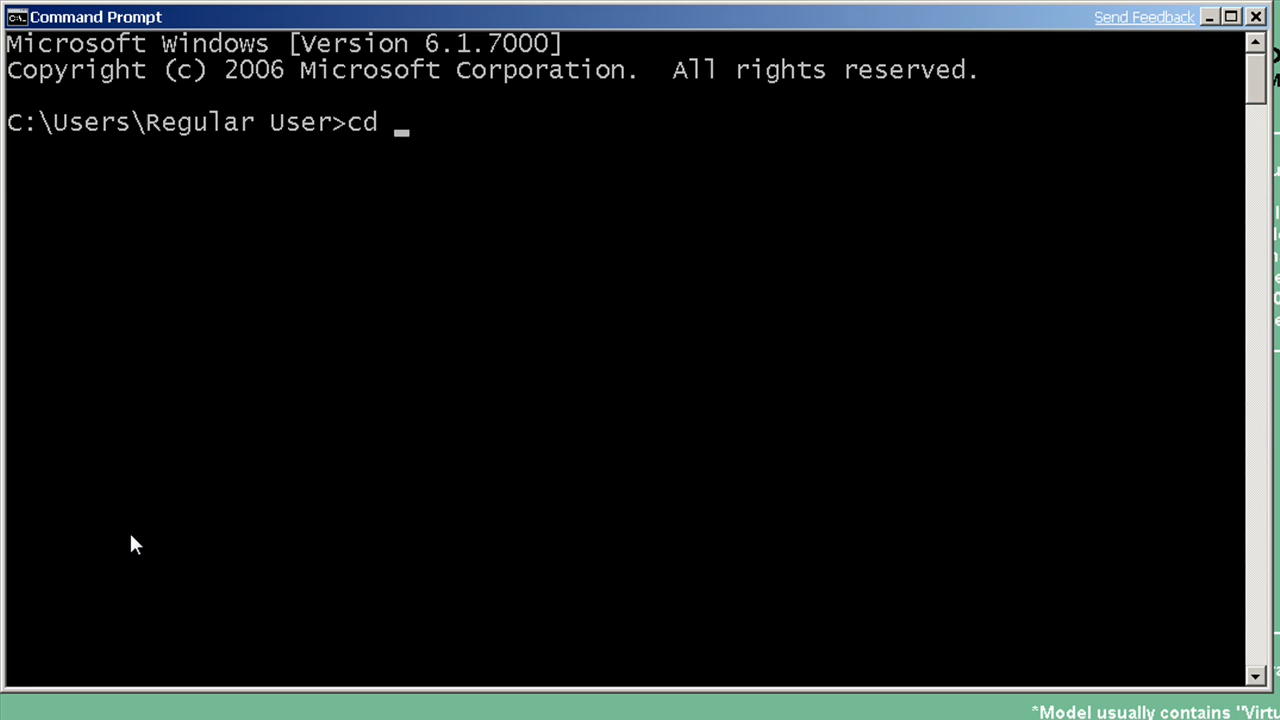 Command Prompt
Send Feedback
Microsoft Windows [Version 6.1.7000]
Copyright (c) 2006 Microsoft Corporation.  All rights reserved.
C:\Users\Regular User>cd _
*Model usually contains "Virtu